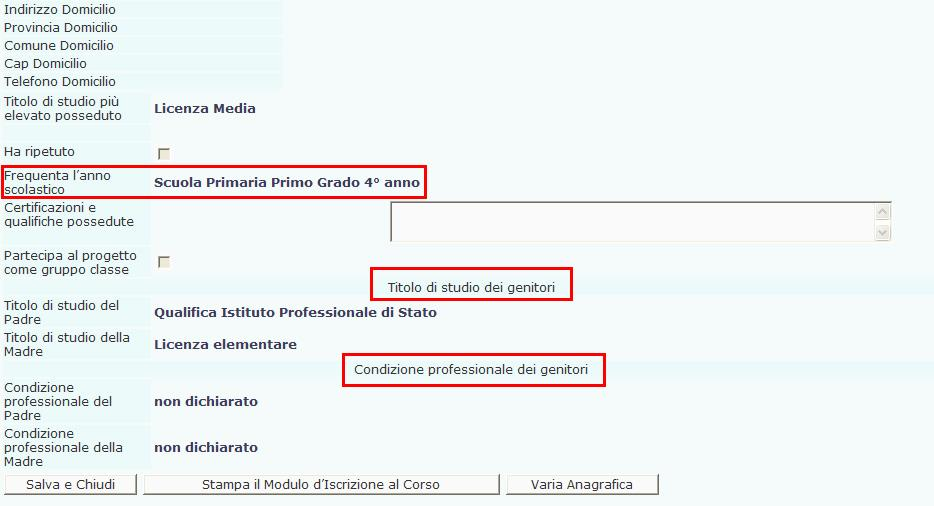 Indirizzo Domicilio
Provincia Domicilio
Comune Domicilio
Cap Domicilio
Telefono Domicilio
Titolo di studio più
elevato posseduto
Licenza Media
Ha ripetuto
Frequenta l'anno
scolastico
Scuola Primaria Primo Grado 4° anno
Certificazioni e
qualifiche possedute
Partecipa al progetto
come gruppo classe
Titolo di studio dei genitori
Titolo di studio del
Padre
Qualifica Istituto Professionale di Stato
Titolo di studio della
Madre
Licenza elementare
Condizione professionale dei genitori
Condizione
professionale del
Padre
non dichiarato
Condizione
professionale della
Madre
non dichiarato
Salva e Chiudi
Stampa il Modulo d'Iscrizione al Corso
Varia Anagrafica